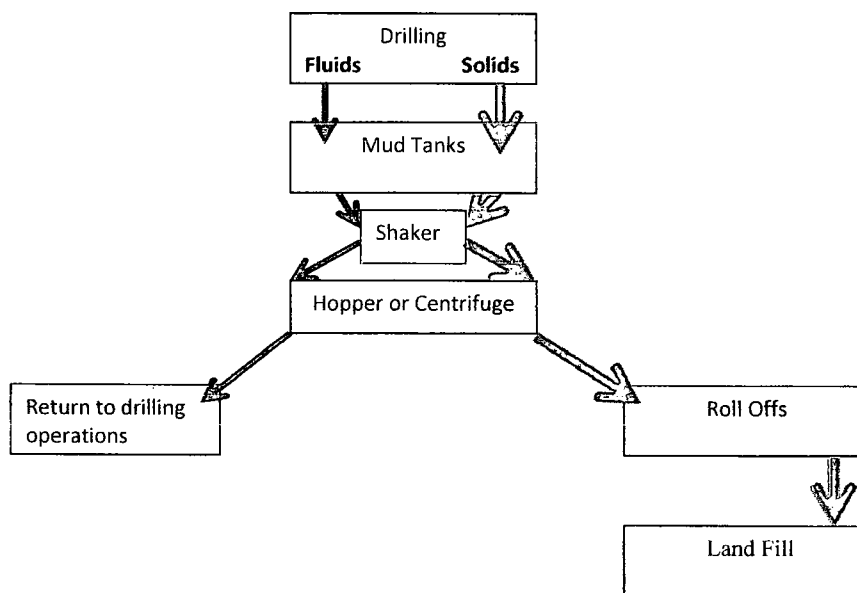 Drilling
Fluids Solids
Mud Tanks
Shaker
Hopper or Centrifuge
Return to drilling
operations
Roll Offs
Land Fill